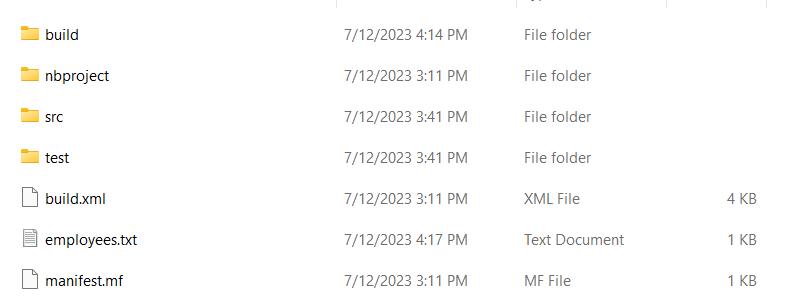 build 7/12/2023 4:14 PM File folder
nbproject 7/12/2023 3:11 PM File folder
src 7/12/2023 3:41 PM File folder
test 7/12/2023 3:41 PM File folder
build.xml 7/12/2023 3:11 PM XML File 4 KB
employees.txt 7/12/2023 4:17 PM Text Document 1 KB
manifest.mf 7/12/2023 3:11 PM MF File 1 KB